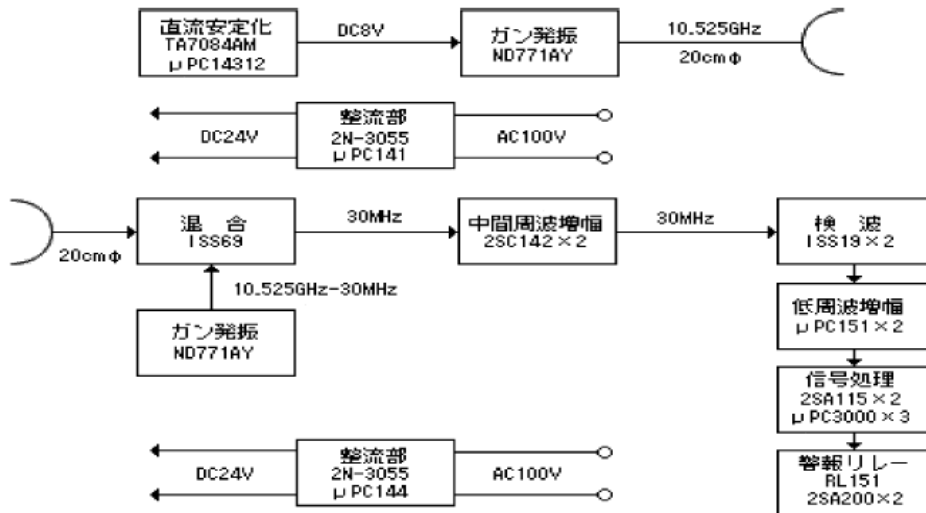 直流安定化
TA7084AM
μPC14312
DC8V
ガン発振
ND771AY
10.525GHz
20cmφ
DC24V
整流部
2N-3055
μPC141
AC100V
20cmφ
混 合
ISS69
30MHz
中間周波増幅
2SC142×2
30MHz
検 波
ISS19×2
10.525GHz-30MHz
ガン発振
ND771AY
低周波増幅
μPC151×2
信号処理
2SA115×2
μPC3000×3
DC24V
整流部
2N-3055
μPC144
AC100V
警報リレー
RL151
2SA200×2